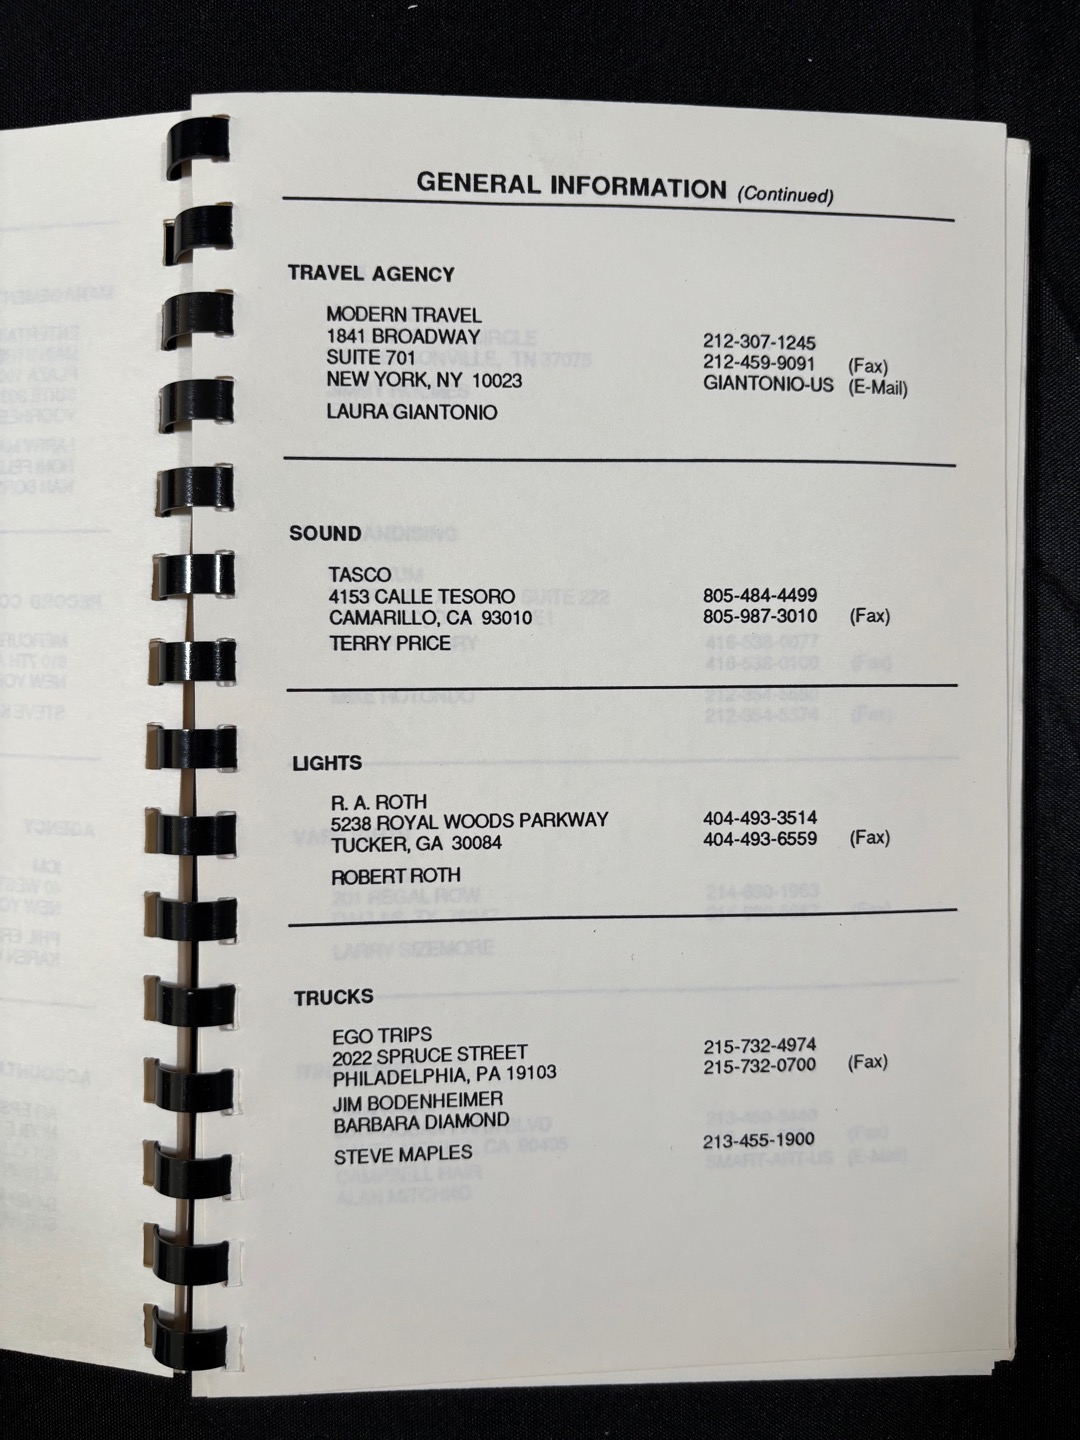 GENERAL INFORMATION (Continued)
TRAVEL AGENCY
MODERN TRAVEL
1841 BROADWAY 212-307-1245
SUITE 701 212-459-9091 (Fax)
NEW YORK, NY 10023 GIANTONIO-US (E-Mail)
LAURA GIANTONIO
SOUND
TASCO
4153 CALLE TESORO 805-484-4499
CAMARILLO, CA 93010 805-987-3010 (Fax)
TERRY PRICE
LIGHTS
R. A. ROTH
5238 ROYAL WOODS PARKWAY 404-493-3514
TUCKER, GA 30084 404-493-6559 (Fax)
ROBERT ROTH
TRUCKS
EGO TRIPS
2022 SPRUCE STREET 215-732-4974
PHILADELPHIA, PA 19103 215-732-0700 (Fax)
JIM BODENHEIMER
BARBARA DIAMOND
STEVE MAPLES 213-455-1900